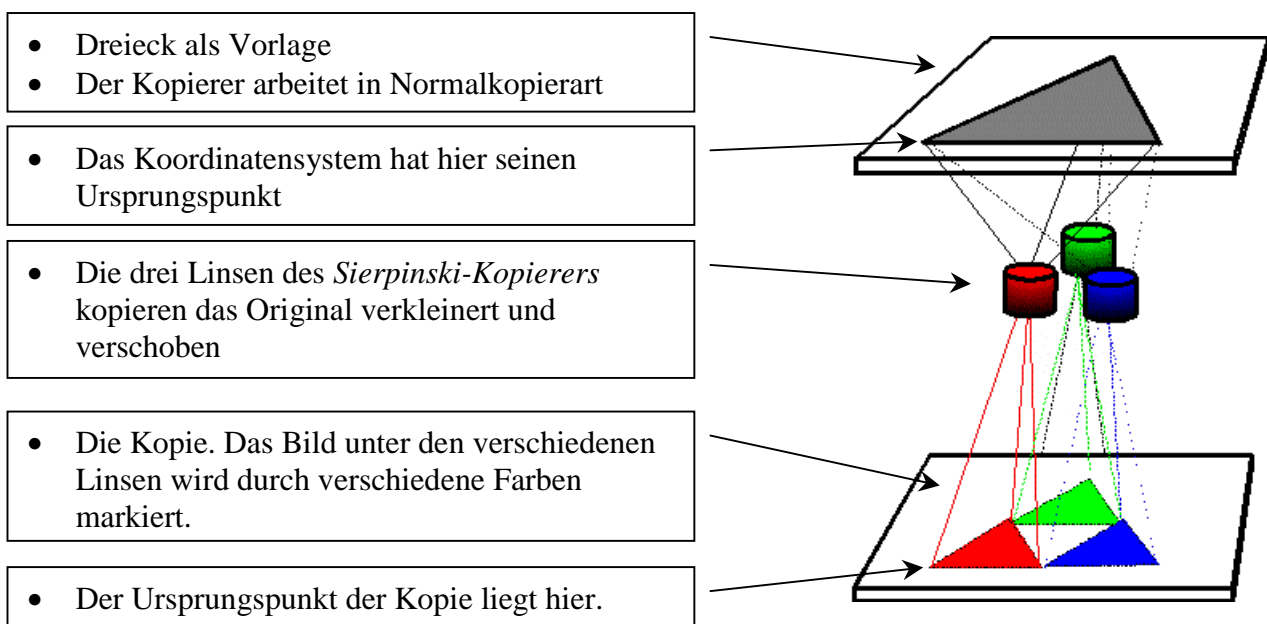 • Dreieck als Vorlage
• Der Kopierer arbeitet in Normalkopierart
• Das Koordinatensystem hat hier seinen
Ursprungspunkt
• Die drei Linsen des Sierpinski-Kopierers
kopieren das Original verkleinert und
verschoben
• Die Kopie. Das Bild unter den verschiedenen
Linsen wird durch verschiedene Farben
markiert.
• Der Ursprungspunkt der Kopie liegt hier.